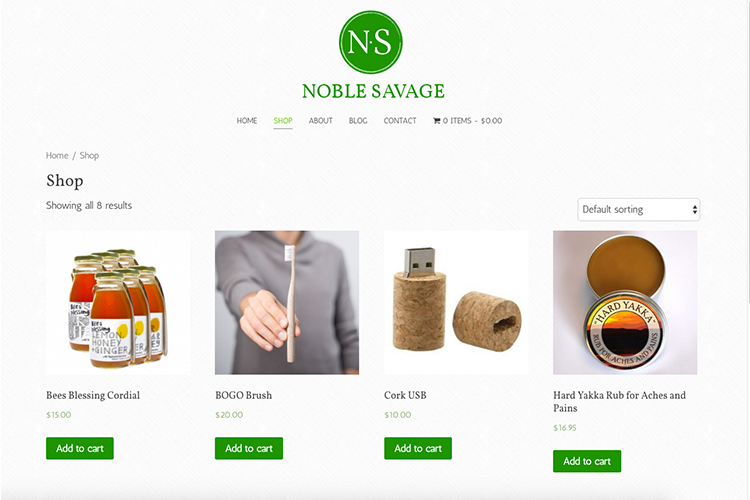 N·S
NOBLE SAVAGE
HOME SHOP ABOUT BLOG CONTACT 0 ITEMS - $0.00
Home / Shop
Shop
Showing all 8 results
Default sorting
Bees
Blessing
LEMON
HONEY
+GINGER
"HARD YAKKA"
RUB FOR ACHES AND PAINS
Bees Blessing Cordial
$15.00
Add to cart
BOGO Brush
$20.00
Add to cart
Cork USB
$10.00
Add to cart
Hard Yakka Rub for Aches and
Pains
$16.95
Add to cart